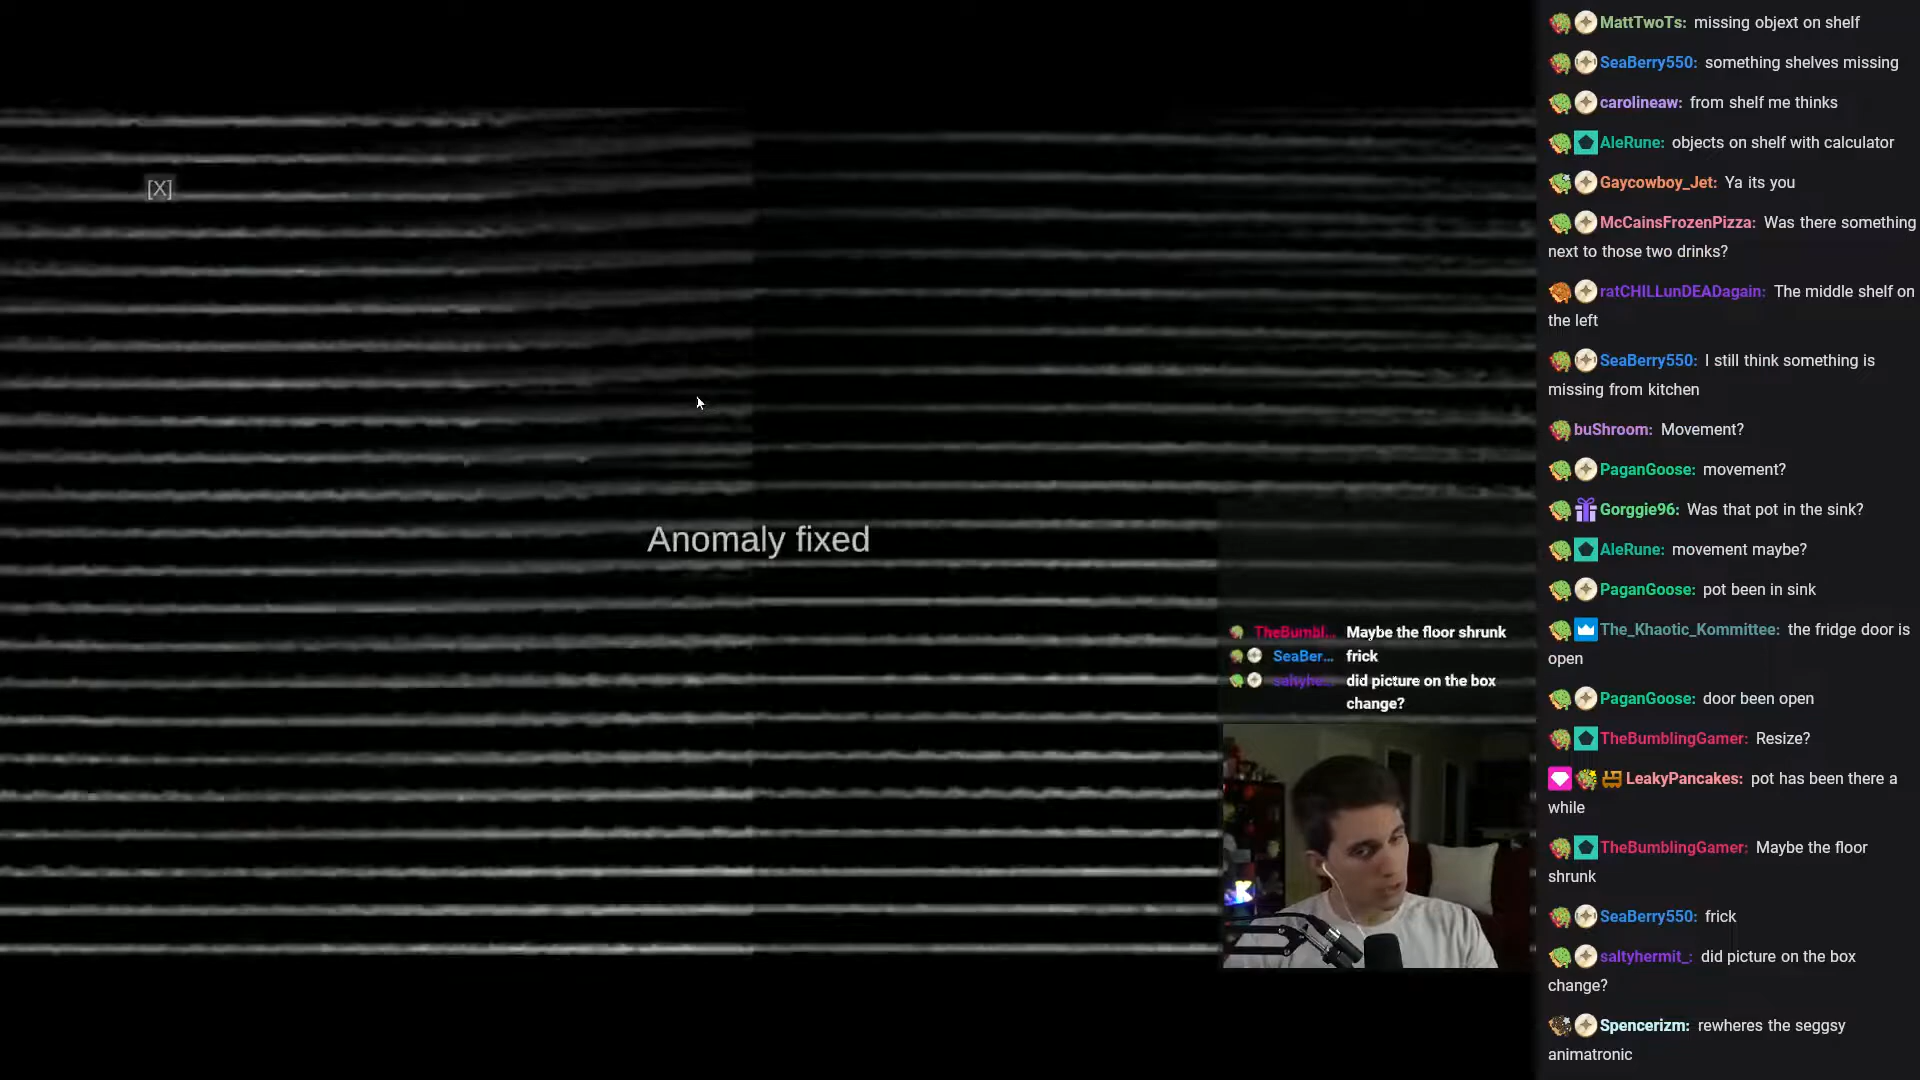 [X]
Anomaly fixed
TheBumbl... Maybe the floor shrunk
SeaBer... frick
saltyhe... did picture on the box
change?
MattTwoTs: missing objext on shelf
SeaBerry550: something shelves missing
carolineaw: from shelf me thinks
AleRune: objects on shelf with calculator
Gaycowboy_Jet: Ya its you
McCainsFrozenPizza: Was there something
next to those two drinks?
ratCHILLunDEADagain: The middle shelf on
the left
SeaBerry550: I still think something is
missing from kitchen
buShroom: Movement?
PaganGoose: movement?
Gorggie96: Was that pot in the sink?
AleRune: movement maybe?
PaganGoose: pot been in sink
The_Khaotic_Kommittee: the fridge door is
open
PaganGoose: door been open
TheBumblingGamer: Resize?
LeakyPancakes: pot has been there a
while
TheBumblingGamer: Maybe the floor
shrunk
SeaBerry550: frick
saltyhermit_: did picture on the box
change?
Spencerizm: rewheres the seggsy
animatronic